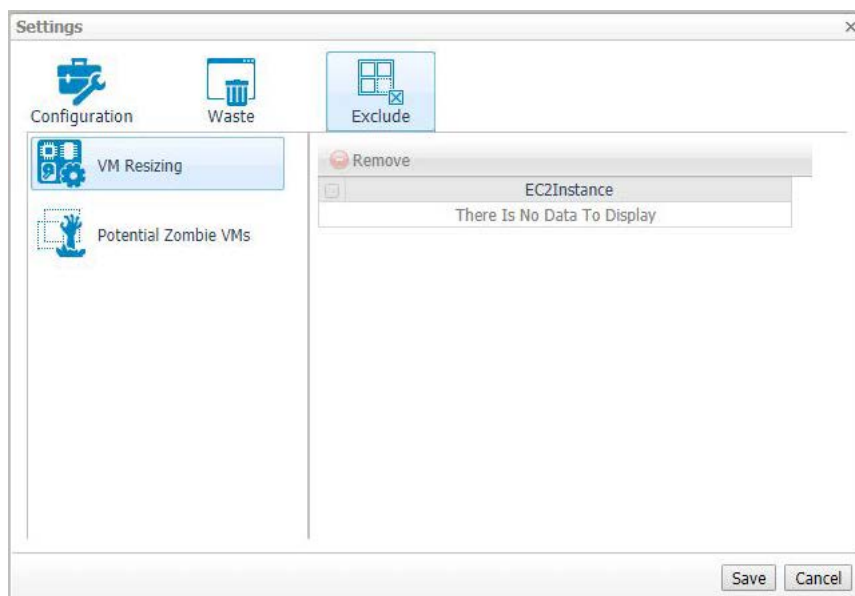 Settings
Configuration
Waste
Exclude
VM Resizing
Potential Zombie VMs
Remove
EC2Instance
There Is No Data To Display
Save
Cancel